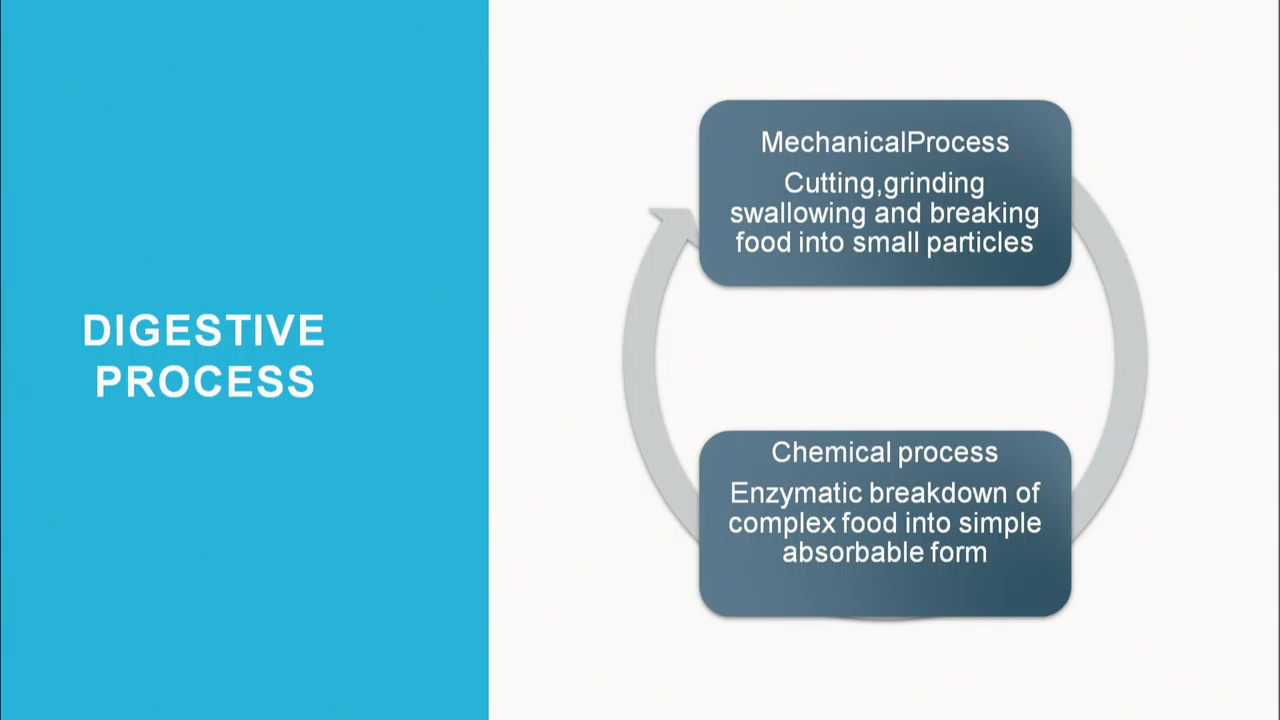 DIGESTIVE
PROCESS
MechanicalProcess
Cutting,grinding
swallowing and breaking
food into small particles
Chemical process
Enzymatic breakdown of
complex food into simple
absorbable form